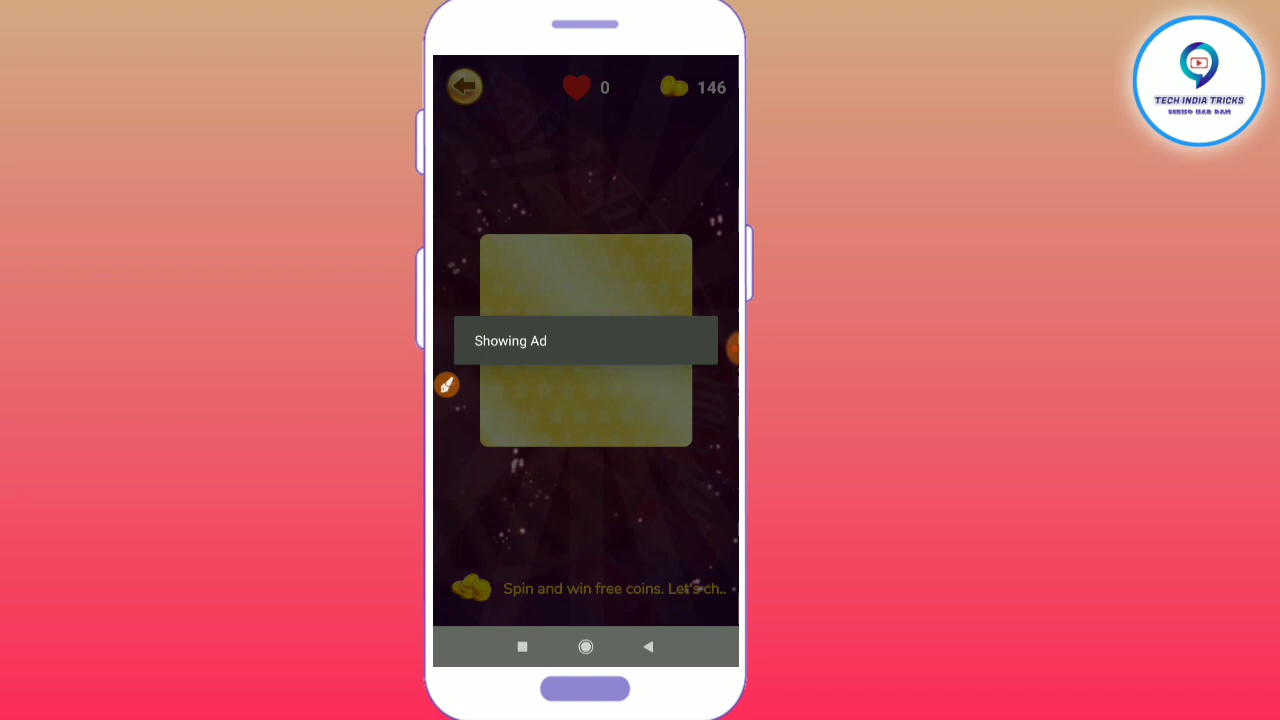 0
146
TECH INDIA TRICKS
Showing Ad
Spin and win free coins. Let's ch..